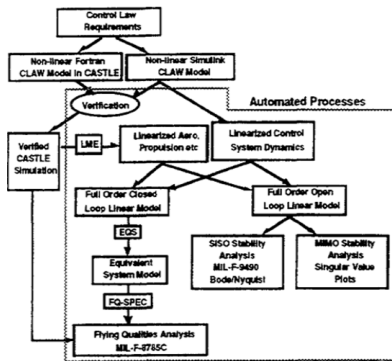 Control Law
Requirements
Non-linear Fortran
CLAW Model in CASTLE
Non-linear Simulink
CLAW Model
Verification
Automated Processes
Verified
CASTLE
Simulation
LME
Linearized Aero,
Propulsion etc
Linearized Control
System Dynamics
Full Order Closed
Loop Linear Model
Full Order Open
Loop Linear Model
EQS
Equivalent
System Model
SISO Stability
Analysis
MIL-F-9490
Bode/Nyquist
MIMO Stability
Analysis
Singular Value
Plots
FQ-SPEC
Flying Qualities Analysis
MIL-F-8785C